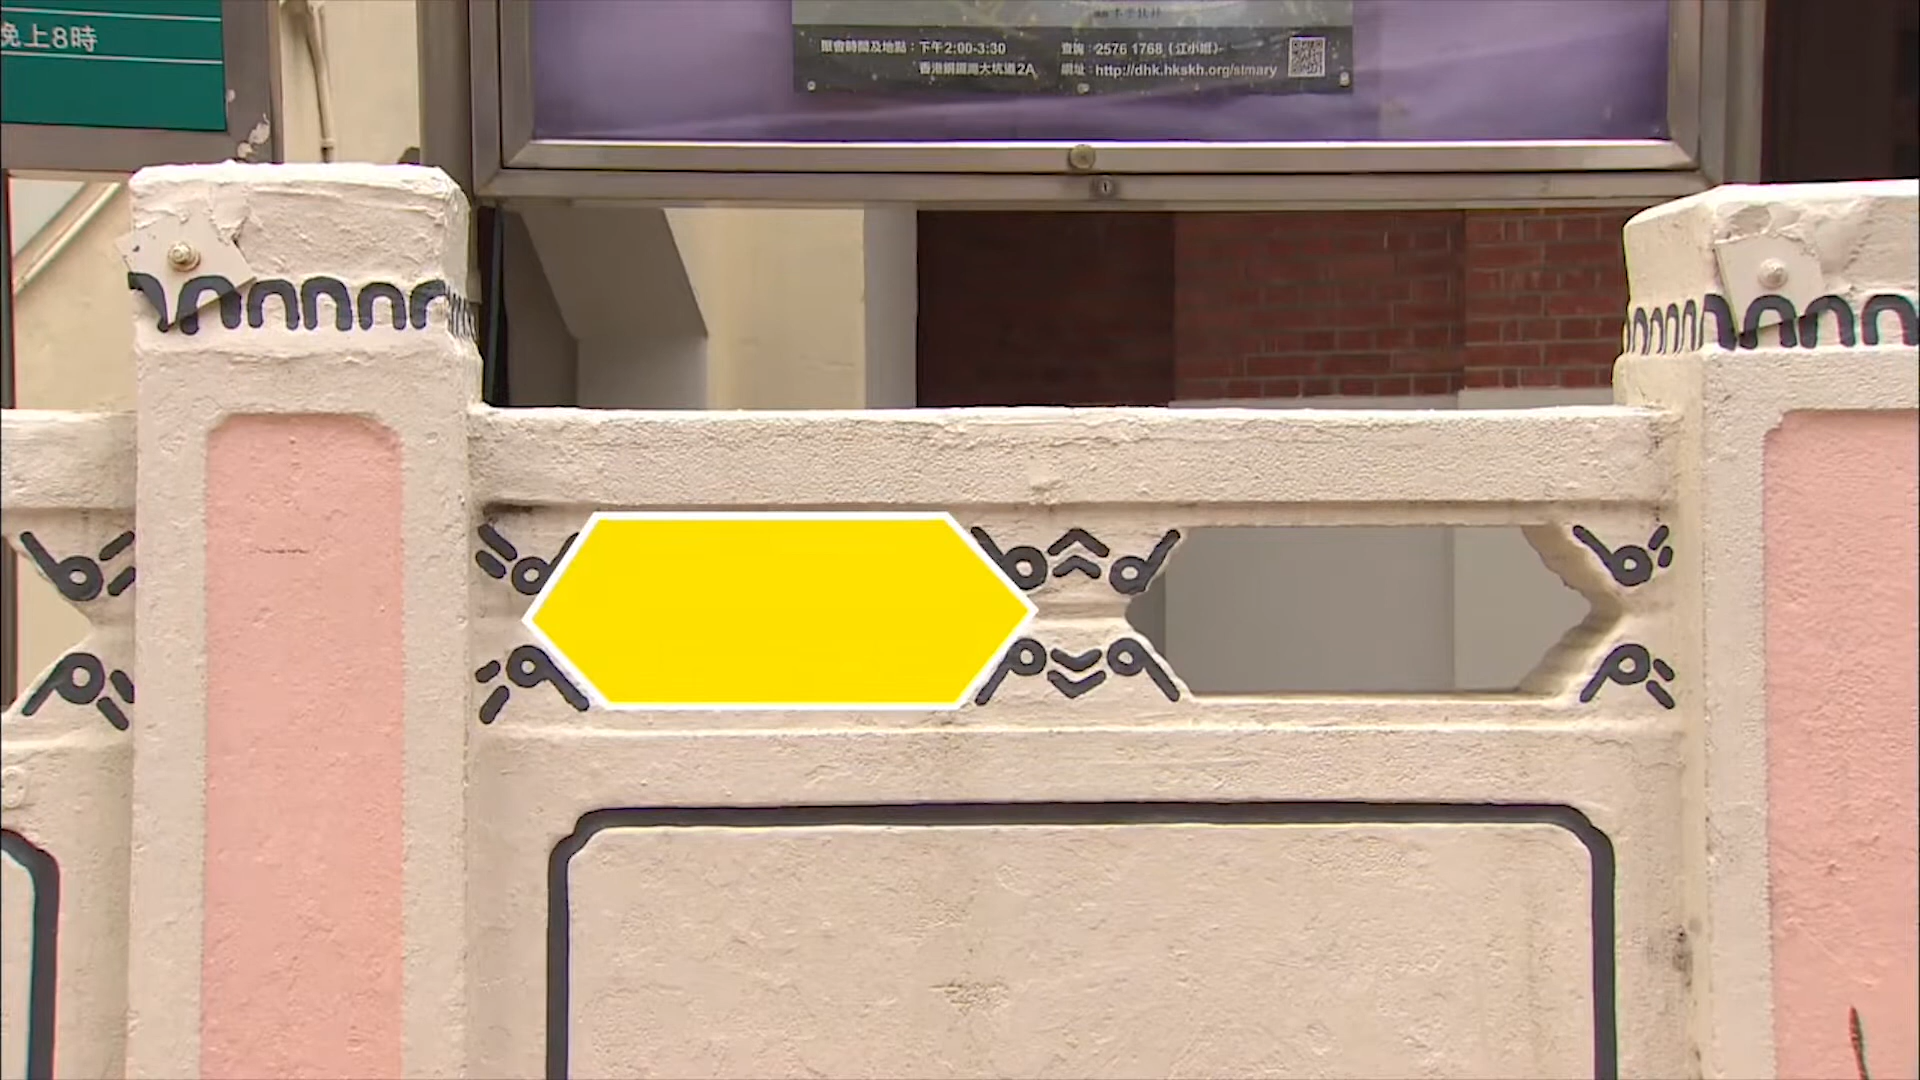 晚上8時
聚會時間及地點：下午2:00-3:30
香港銅鑼灣大坑道2A
查詢：2576 1768 (江小姐)
網址：http://dhk.hkskh.org/stmary